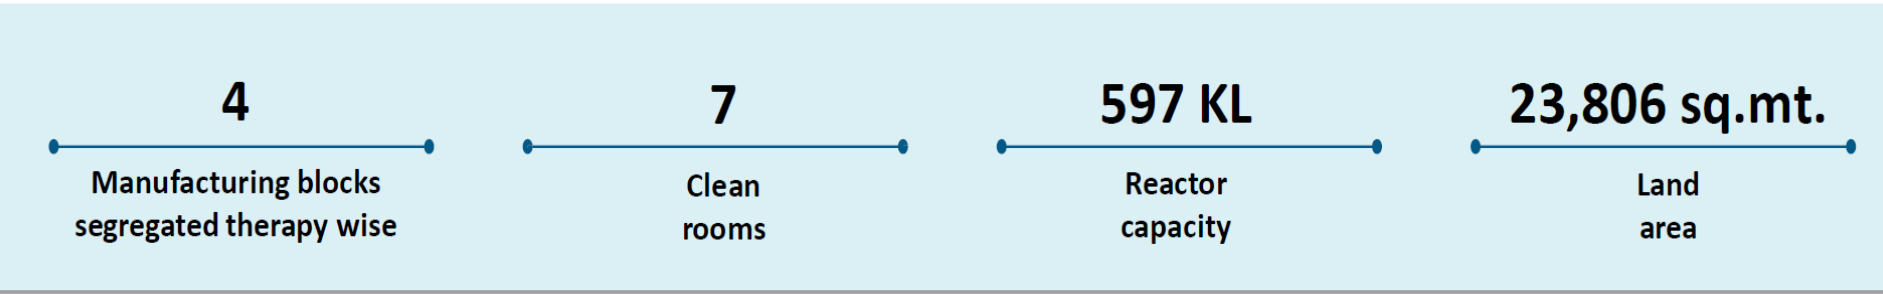 4
Manufacturing blocks
segregated therapy wise
7
Clean
rooms
597 KL
Reactor
capacity
23,806 sq.mt.
Land
area